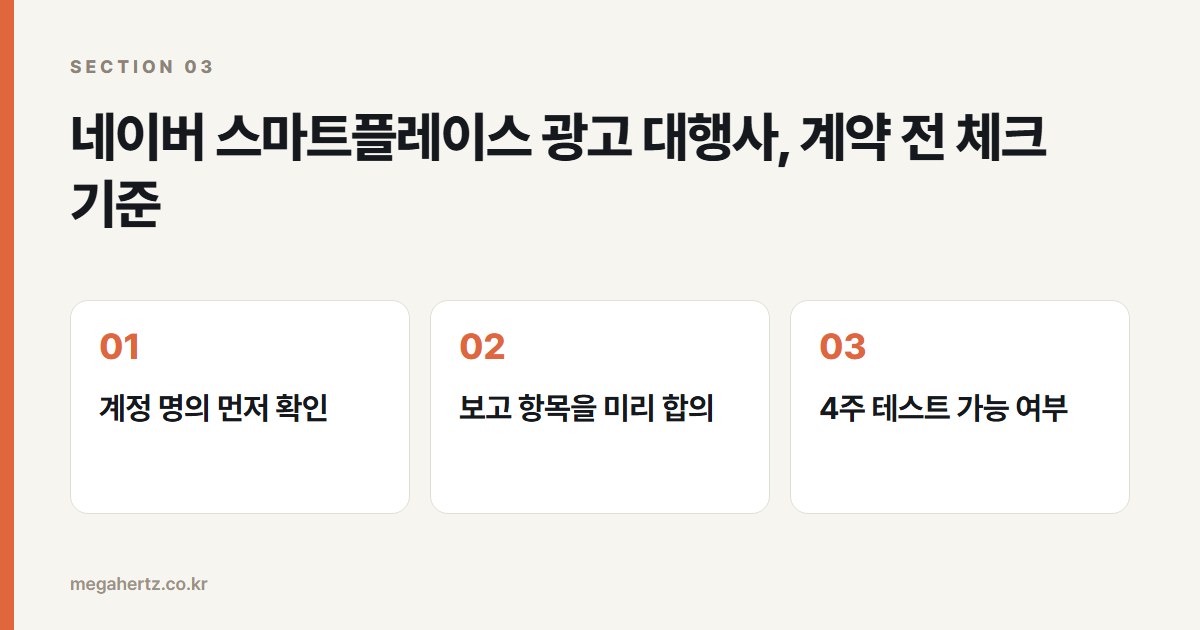 SECTION 03
네이버 스마트플레이스 광고 대행사, 계약 전 체크
기준
01
계정 명의 먼저 확인
02
보고 항목을 미리 합의
03
4주 테스트 가능 여부
megahertz.co.kr